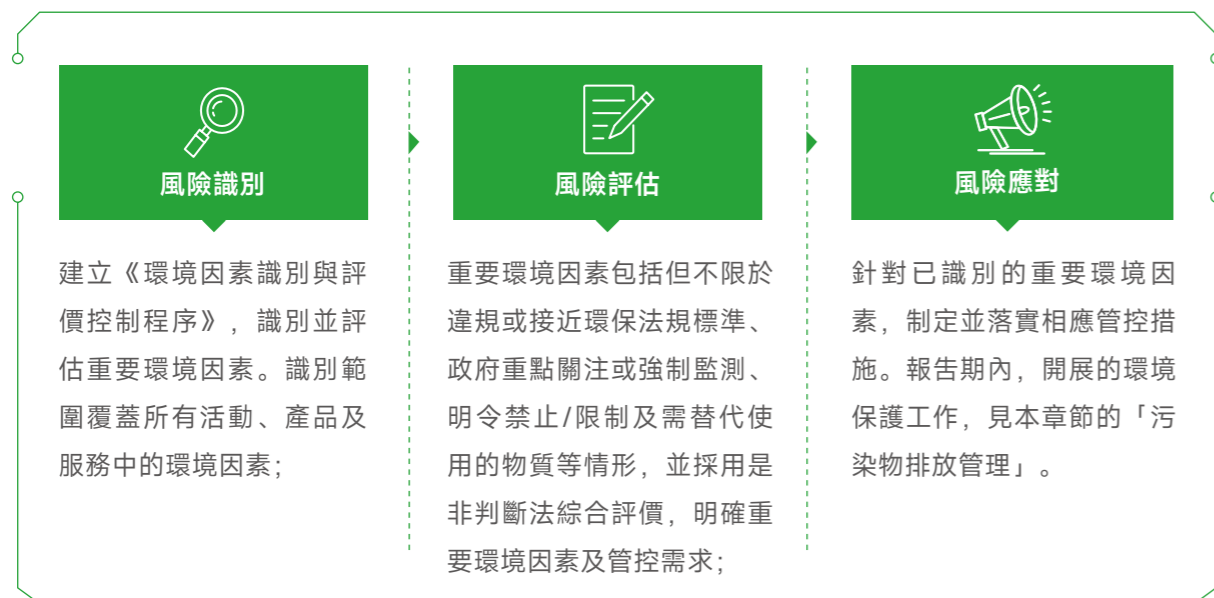 風險識別
建立《環境因素識別與評
價控制程序》，識別並評
估重要環境因素。識別範
圍覆蓋所有活動、產品及
服務中的環境因素；
風險評估
重要環境因素包括但不限於
違規或接近環保法規標準、
政府重點關注或強制監測、
明令禁止/限制及需替代使
用的物質等情形，並採用是
非判斷法綜合評價，明確重
要環境因素及管控需求；
風險應對
針對已識別的重要環境因
素，制定並落實相應管控措
施。報告期內，開展的環境
保護工作，見本章節的「污
染物排放管理」。